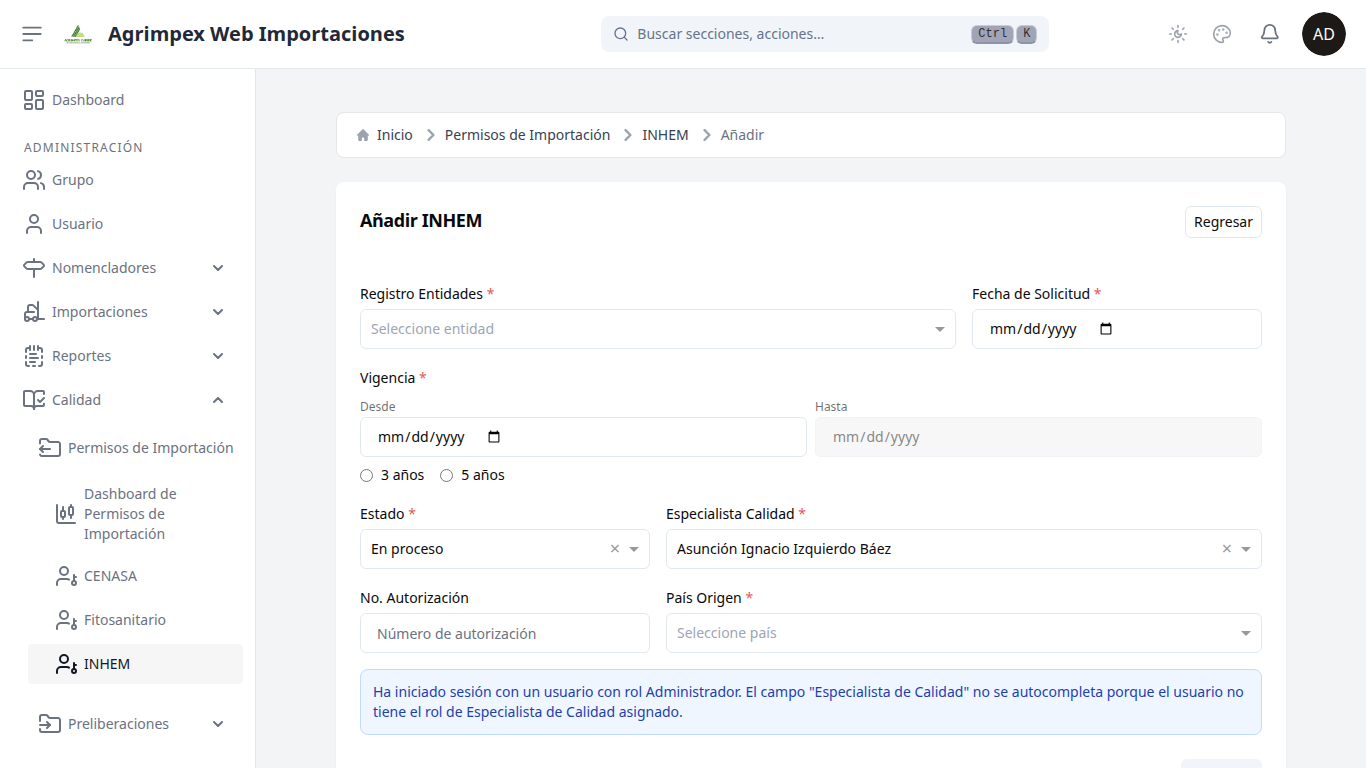 Agrimpex Web Importaciones
Buscar secciones, acciones...
Ctrl K
AD
Dashboard
ADMINISTRACIÓN
Grupo
Usuario
Nomencladores
Importaciones
Reportes
Calidad
Permisos de Importación
Dashboard de
Permisos de
Importación
CENASA
Fitosanitario
INHEM
Preliberaciones
Inicio
Permisos de Importación
INHEM
Añadir
Añadir INHEM
Regresar
Registro Entidades *
Fecha de Solicitud *
Seleccione entidad
mm/dd/yyyy
Vigencia *
Desde
Hasta
mm/dd/yyyy
mm/dd/yyyy
3 años
5 años
Estado *
Especialista Calidad *
En proceso
Asunción Ignacio Izquierdo Báez
No. Autorización
País Origen *
Número de autorización
Seleccione país
Ha iniciado sesión con un usuario con rol Administrador. El campo "Especialista de Calidad" no se autocompleta porque el usuario no
tiene el rol de Especialista de Calidad asignado.